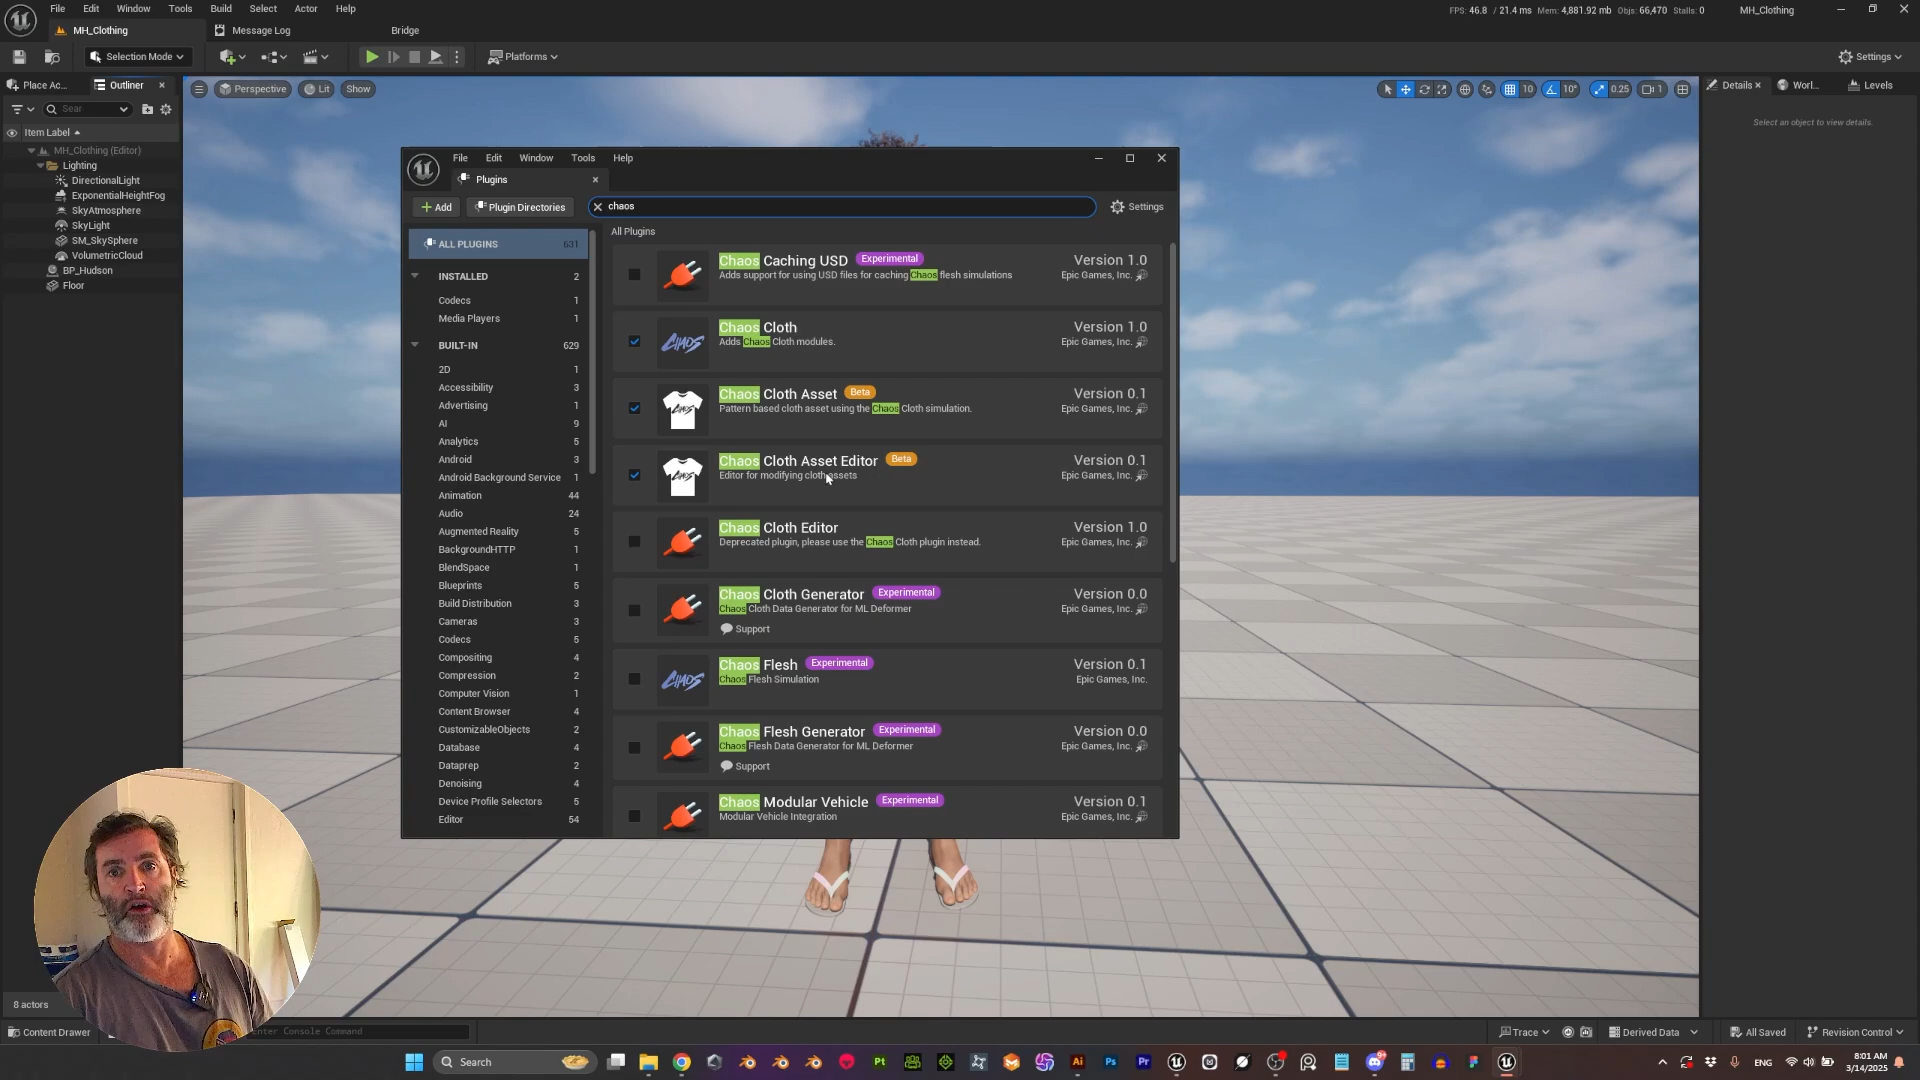 File Edit Window Tools Build Select Actor Help
FPS: 46.8 / 21.4 ms Mem: 4,881.92 mb Objs: 66,470 Stalls: 0
MH_Clothing
MH_Clothing
Message Log
Bridge
Selection Mode
Platforms
Settings
Place Ac...
Outliner
Perspective
Lit
Show
10
10°
0.25
1
Details
Worl...
Levels
Sear
Item Label
MH_Clothing (Editor)
Lighting
DirectionalLight
ExponentialHeightFog
SkyAtmosphere
SkyLight
SM_SkySphere
VolumetricCloud
BP_Hudson
Floor
Select an object to view details.
File Edit Window Tools Help
Plugins
Add
Plugin Directories
chaos
Settings
ALL PLUGINS 631
INSTALLED 2
Codecs 1
Media Players 1
BUILT-IN 629
2D 1
Accessibility 3
Advertising 1
AI 9
Analytics 5
Android 3
Android Background Service 1
Animation 44
Audio 24
Augmented Reality 5
BackgroundHTTP 1
BlendSpace 1
Blueprints 5
Build Distribution 3
Cameras 3
Codecs 5
Compositing 4
Compression 2
Computer Vision 1
Content Browser 4
CustomizableObjects 2
Database 4
Dataprep 2
Denoising 4
Device Profile Selectors 5
Editor 54
All Plugins
Chaos Caching USD Experimental Version 1.0
Adds support for using USD files for caching Chaos flesh simulations Epic Games, Inc.
Chaos Cloth Version 1.0
Adds Chaos Cloth modules. Epic Games, Inc.
CHAOS
Chaos Cloth Asset Beta Version 0.1
Pattern based cloth asset using the Chaos Cloth simulation. Epic Games, Inc.
CHAOS
Chaos Cloth Asset Editor Beta Version 0.1
Editor for modifying cloth assets Epic Games, Inc.
CHAOS
Chaos Cloth Editor Version 1.0
Deprecated plugin, please use the Chaos Cloth plugin instead. Epic Games, Inc.
Chaos Cloth Generator Experimental Version 0.0
Chaos Cloth Data Generator for ML Deformer Epic Games, Inc.
Support
Chaos Flesh Experimental Version 0.1
Chaos Flesh Simulation Epic Games, Inc.
CHAOS
Chaos Flesh Generator Experimental Version 0.0
Chaos Flesh Data Generator for ML Deformer Epic Games, Inc.
Support
Chaos Modular Vehicle Experimental Version 0.1
Modular Vehicle Integration Epic Games, Inc.
8 actors
Content Drawer
Enter Console Command
Trace
Derived Data
All Saved
Revision Control
Search
Pt
Ai
Ps
Pr
ENG
8:01 AM
3/14/2025